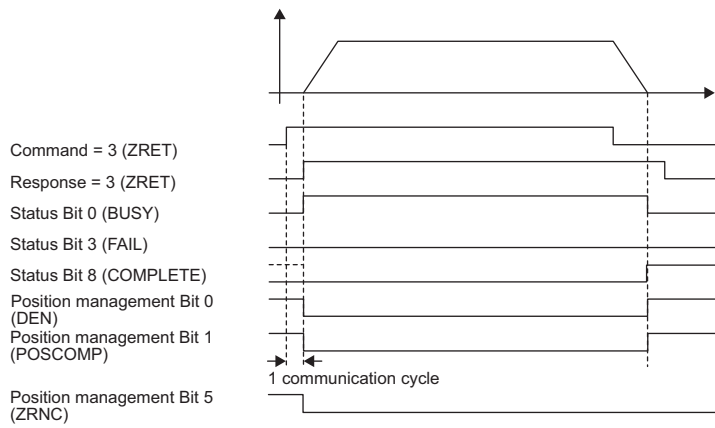 Command = 3 (ZRET)
Response = 3 (ZRET)
Status Bit 0 (BUSY)
Status Bit 3 (FAIL)
Status Bit 8 (COMPLETE)
Position management Bit 0
(DEN)
Position management Bit 1
(POSCOMP)
1 communication cycle
Position management Bit 5
(ZRNC)